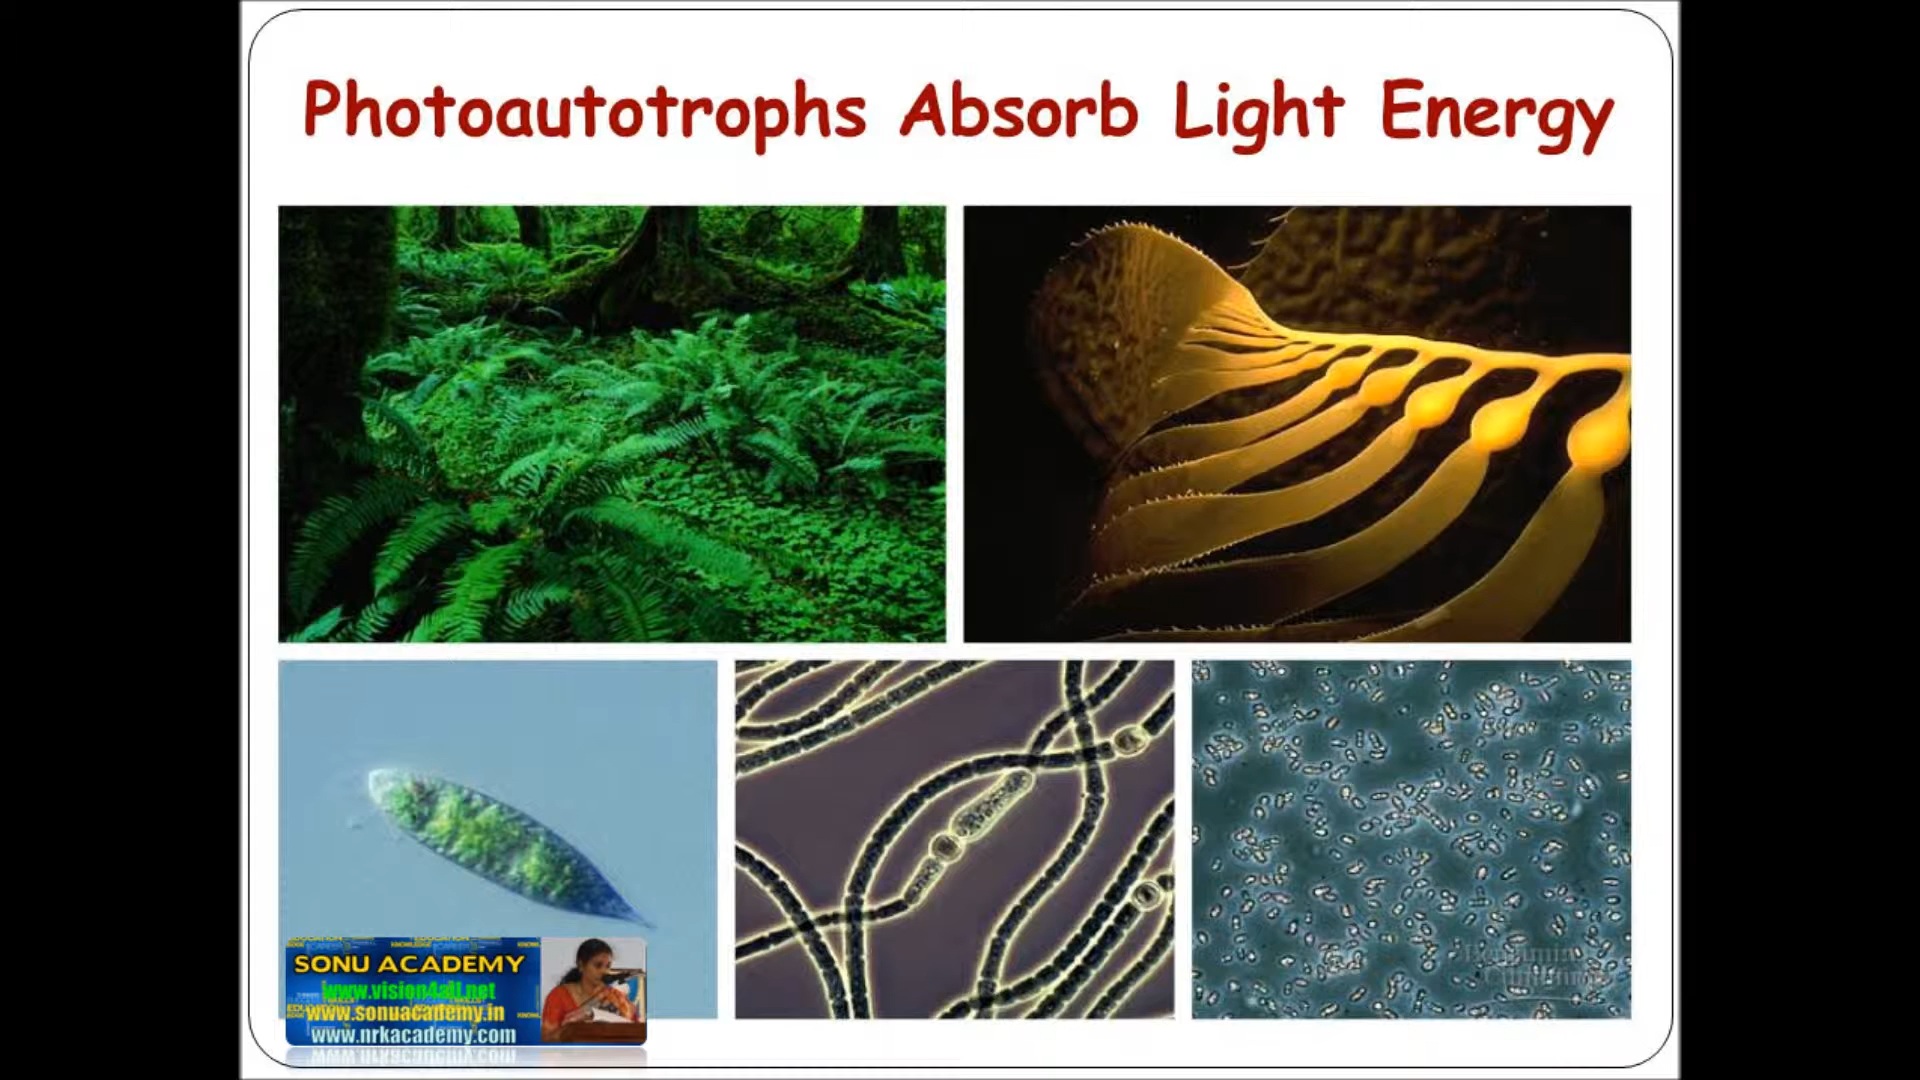 Photoautotrophs Absorb Light Energy
SONU ACADEMY
www.vision4all.net
www.sonuacademy.in
www.nrkacademy.com